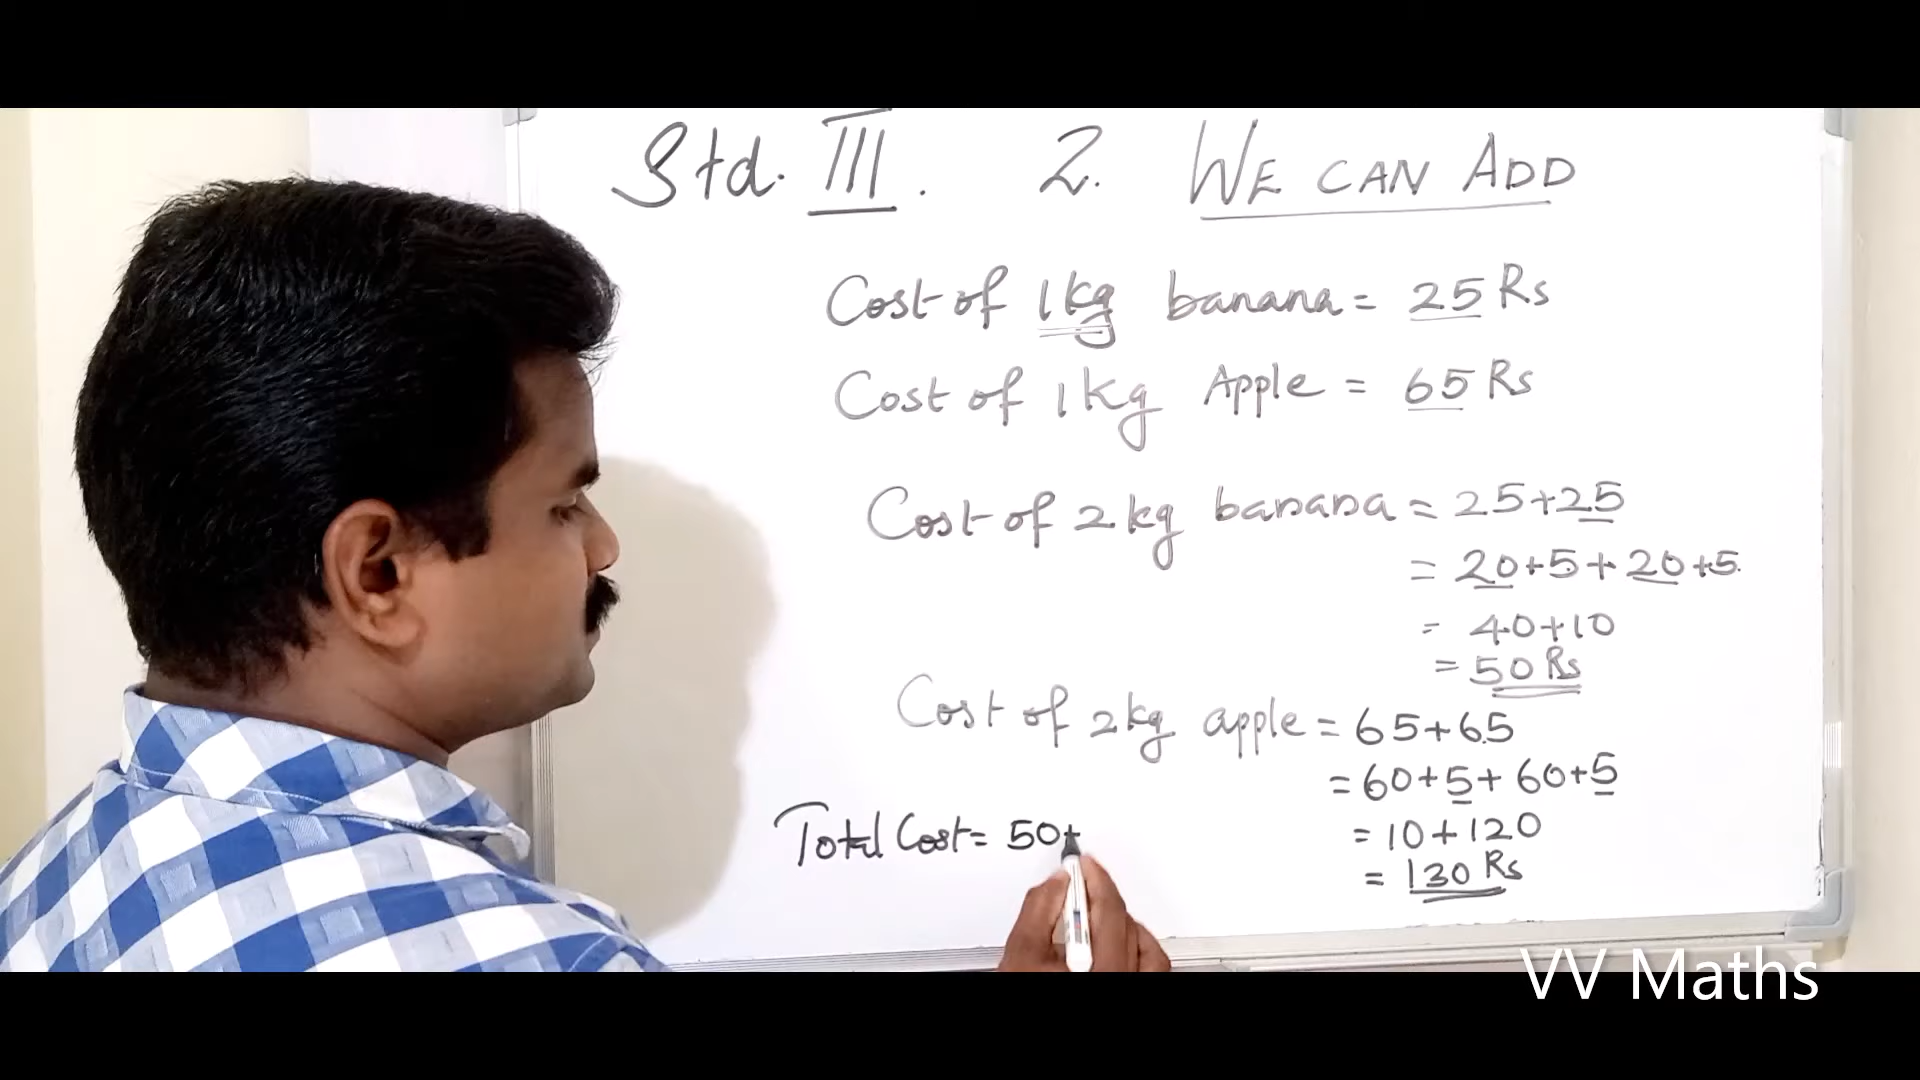 Std. III. 2. WE CAN ADD
Cost of 1kg banana = 25 Rs
Cost of 1kg Apple = 65 Rs
Cost of 2kg banana = 25+25
= 20+5+20+5.
= 40+10
= 50 Rs
Cost of 2kg apple = 65+65
= 60+5+60+5
= 10+120
= 130 Rs
Total Cost = 50+
VV Maths